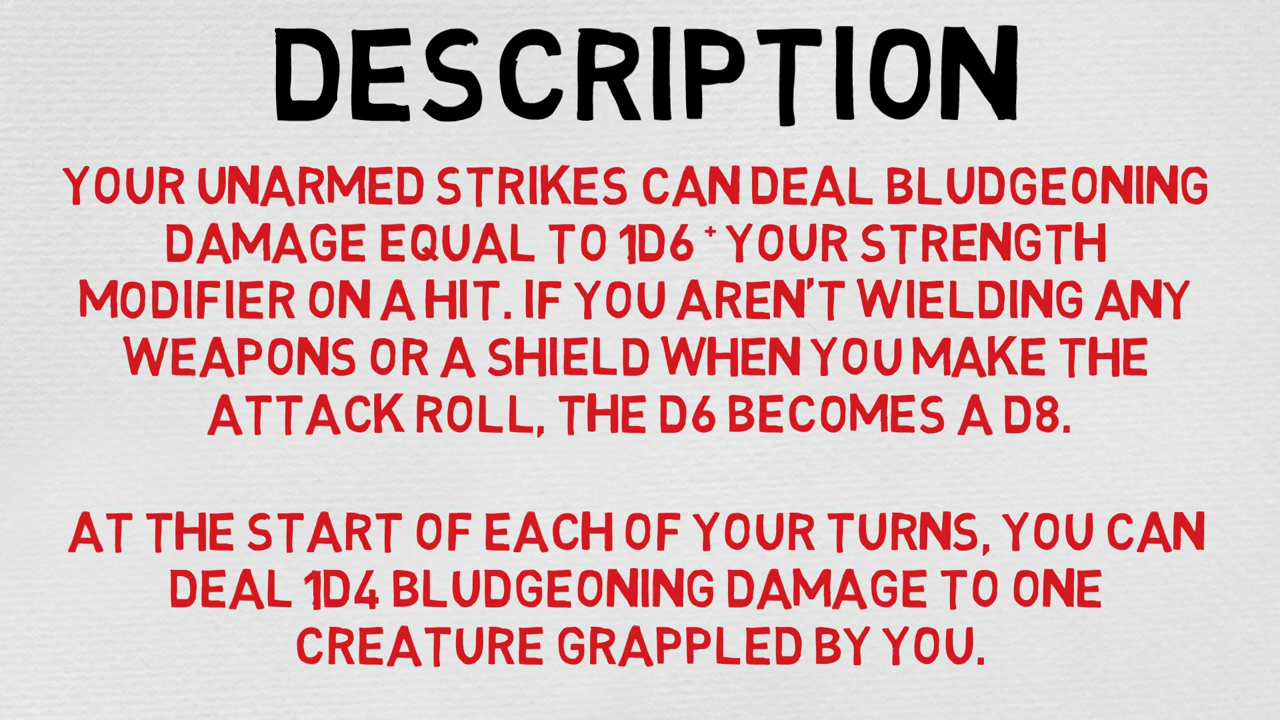 DESCRIPTION
YOUR UNARMED STRIKES CAN DEAL BLUDGEONING
DAMAGE EQUAL TO 1D6 + YOUR STRENGTH
MODIFIER ON A HIT. IF YOU AREN'T WIELDING ANY
WEAPONS OR A SHIELD WHEN YOU MAKE THE
ATTACK ROLL, THE D6 BECOMES A D8.
AT THE START OF EACH OF YOUR TURNS, YOU CAN
DEAL 1D4 BLUDGEONING DAMAGE TO ONE
CREATURE GRAPPLED BY YOU.